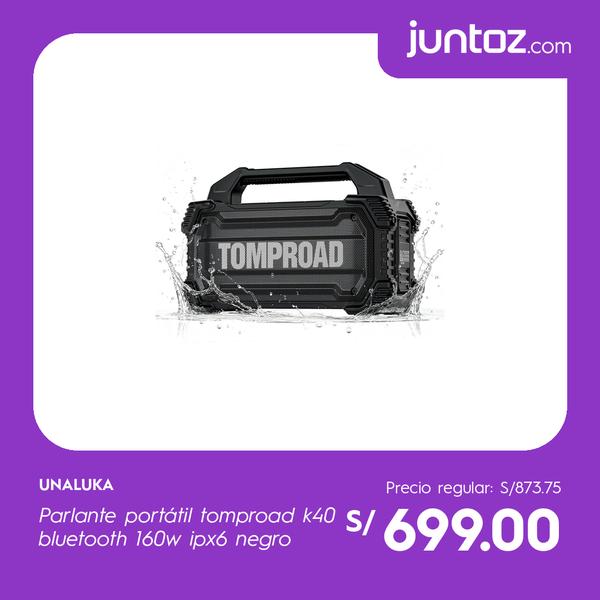 juntoz.com
TOMPROAD
UNALUKA
Precio regular: S/873.75
Parlante portátil tomproad k40
bluetooth 160w ipx6 negro
S/ 699.00